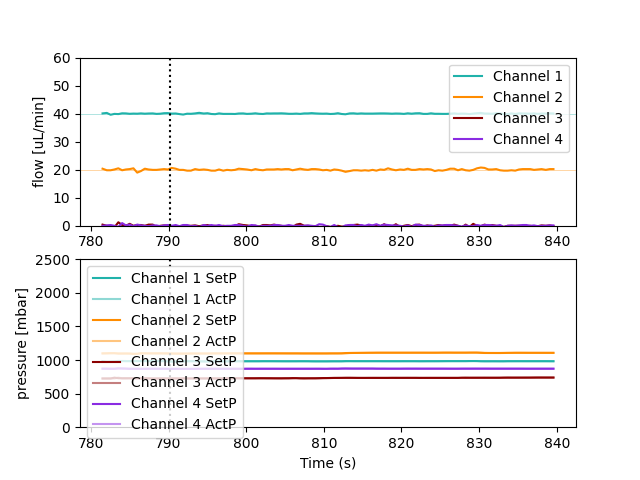 60
50
40
30
20
10
0
flow [uL/min]
Channel 1
Channel 2
Channel 3
Channel 4
780 790 800 810 820 830 840
2500
2000
1500
1000
500
0
pressure [mbar]
Channel 1 SetP
Channel 1 ActP
Channel 2 SetP
Channel 2 ActP
Channel 3 SetP
Channel 3 ActP
Channel 4 SetP
Channel 4 ActP
780 790 800 810 820 830 840
Time (s)